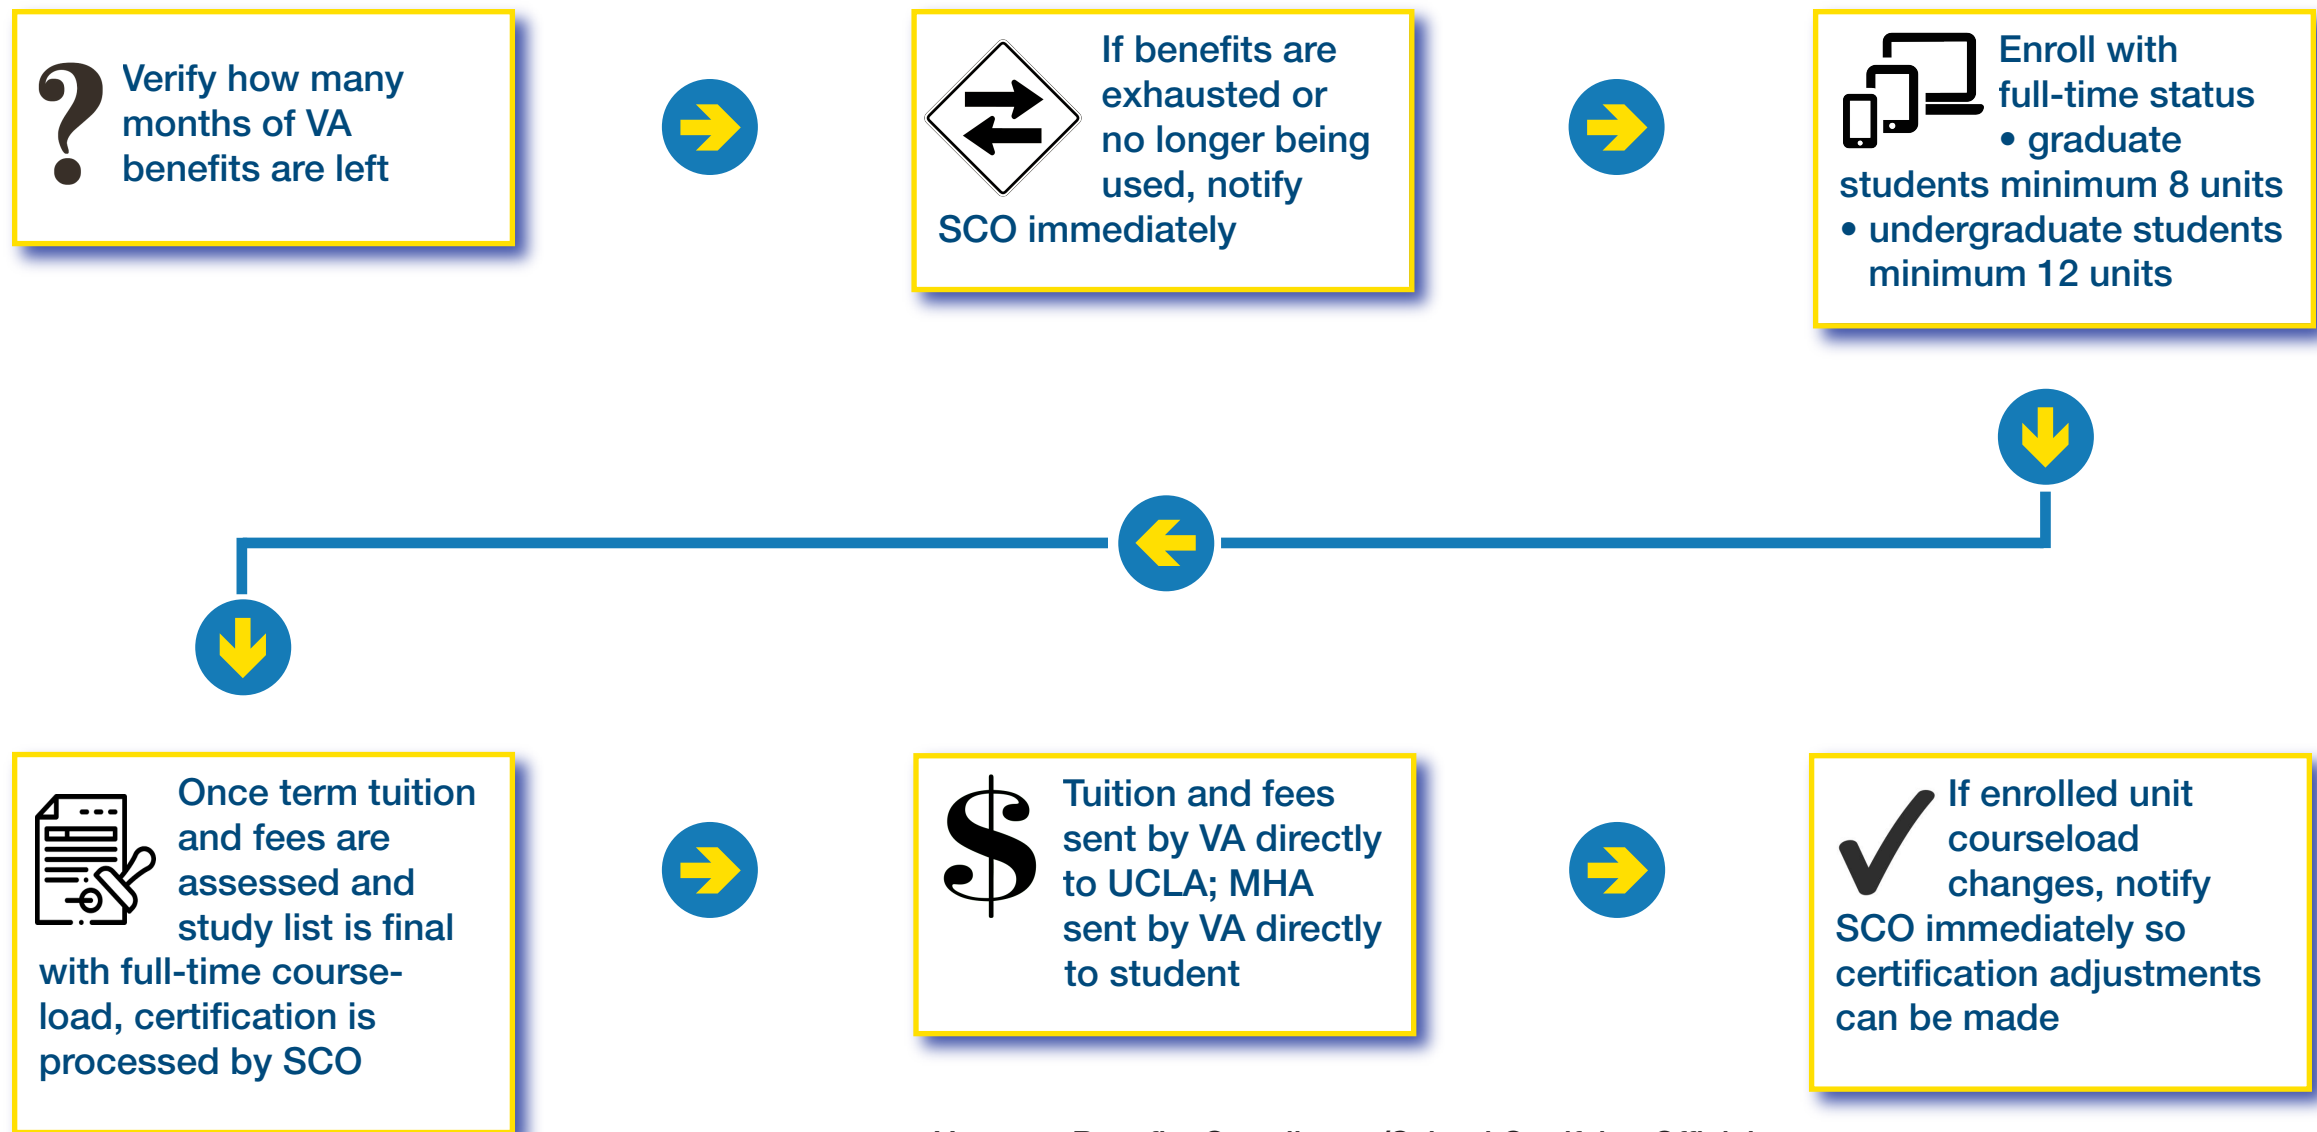 Verify how many
months of VA
benefits are left
If benefits are
exhausted or
no longer being
used, notify
SCO immediately
Enroll with
full-time status
• graduate
students minimum 8 units
• undergraduate students
minimum 12 units
Once term tuition
and fees are
assessed and
study list is final
with full-time course-
load, certification is
processed by SCO
Tuition and fees
sent by VA directly
to UCLA; MHA
sent by VA directly
to student
If enrolled unit
courseload
changes, notify
SCO immediately so
certification adjustments
can be made